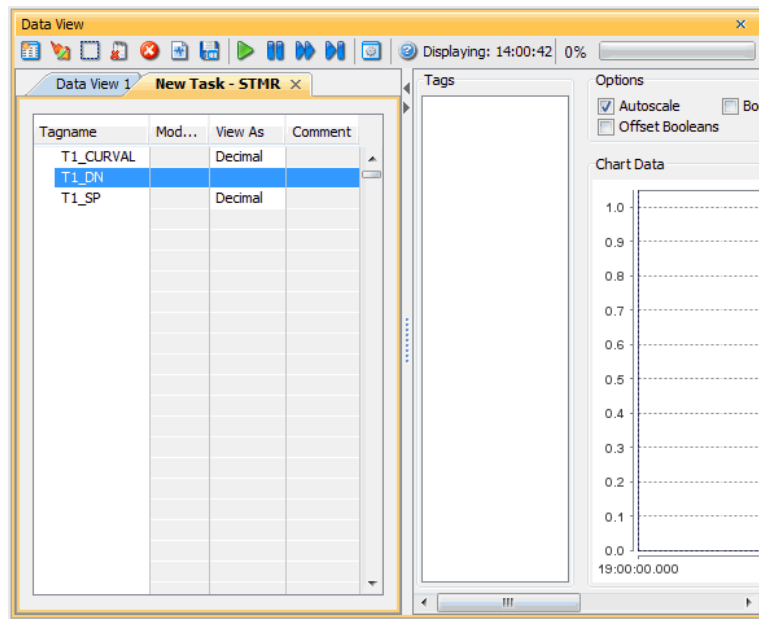 Data View
Displaying: 14:00:42 0%
Data View 1 New Task - STMR
Tags
Options
Autoscale Bo
Offset Booleans
Tagname Mod... View As Comment
T1_CURVAL Decimal
T1_DN
T1_SP Decimal
Chart Data
1.0
0.9
0.8
0.7
0.6
0.5
0.4
0.3
0.2
0.1
0.0
19:00:00.000